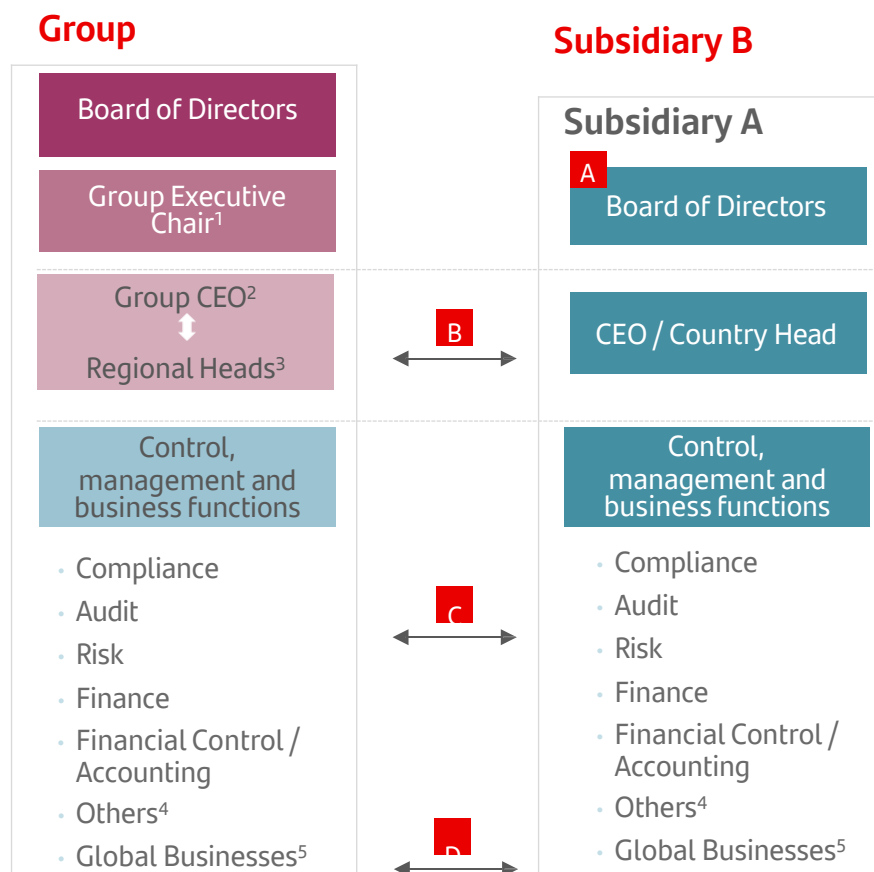 Group
Board of Directors
Group Executive
Chair¹
Group CEO²
Regional Heads³
Control,
management and
business functions
· Compliance
· Audit
· Risk
· Finance
· Financial Control /
Accounting
· Others⁴
· Global Businesses⁵
B
C
D
Subsidiary B
Subsidiary A
A
Board of Directors
CEO / Country Head
Control,
management and
business functions
· Compliance
· Audit
· Risk
· Finance
· Financial Control /
Accounting
· Others⁴
· Global Businesses⁵